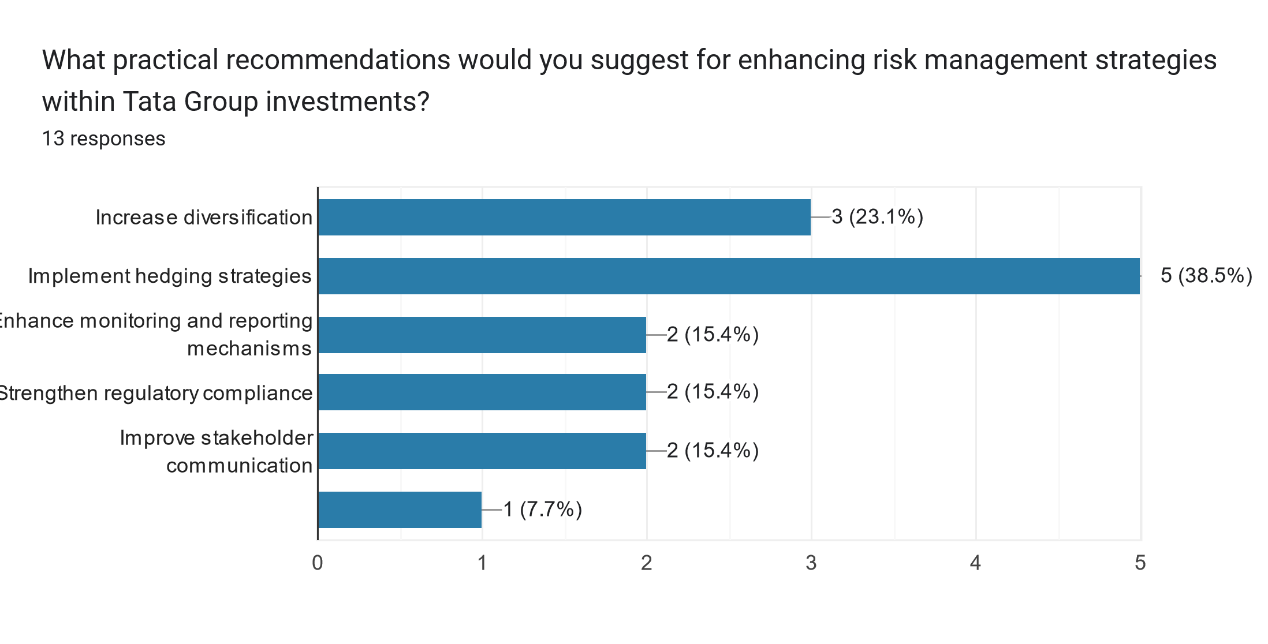 What practical recommendations would you suggest for enhancing risk management strategies
within Tata Group investments?
13 responses
Increase diversification
3 (23.1%)
Implement hedging strategies
5 (38.5%)
Enhance monitoring and reporting
mechanisms
2 (15.4%)
Strengthen regulatory compliance
2 (15.4%)
Improve stakeholder
communication
2 (15.4%)
1 (7.7%)
0 1 2 3 4 5